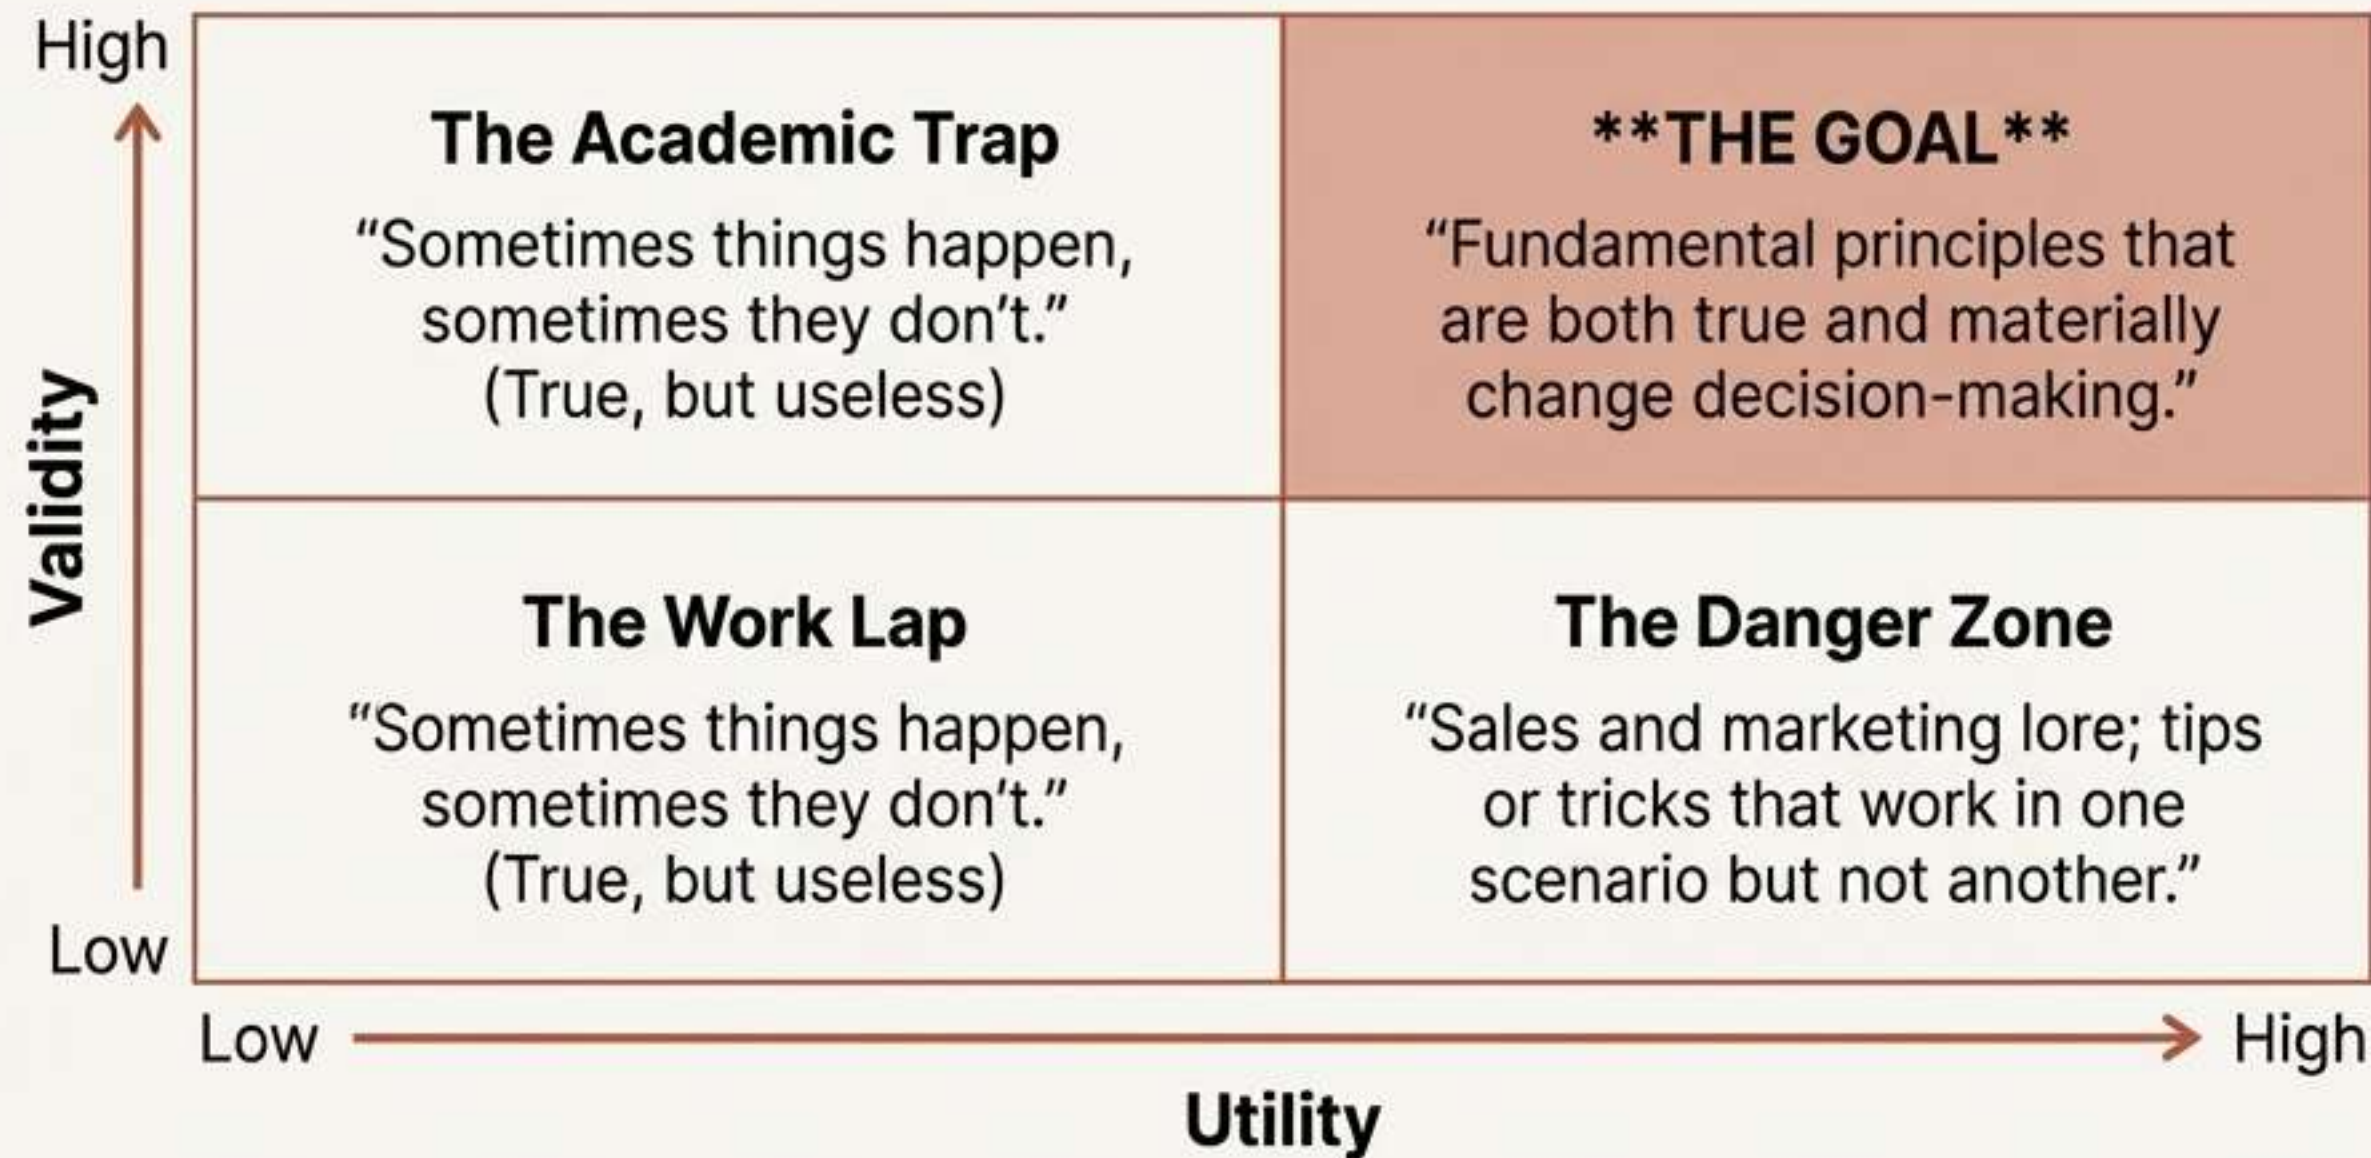 High
The Academic Trap
“Sometimes things happen,
sometimes they don’t.”
(True, but useless)
**THE GOAL**
“Fundamental principles that
are both true and materially
change decision-making.”
Validity
The Work Lap
“Sometimes things happen,
sometimes they don’t.”
(True, but useless)
The Danger Zone
“Sales and marketing lore; tips
or tricks that work in one
scenario but not another.”
Low
Low
High
Utility